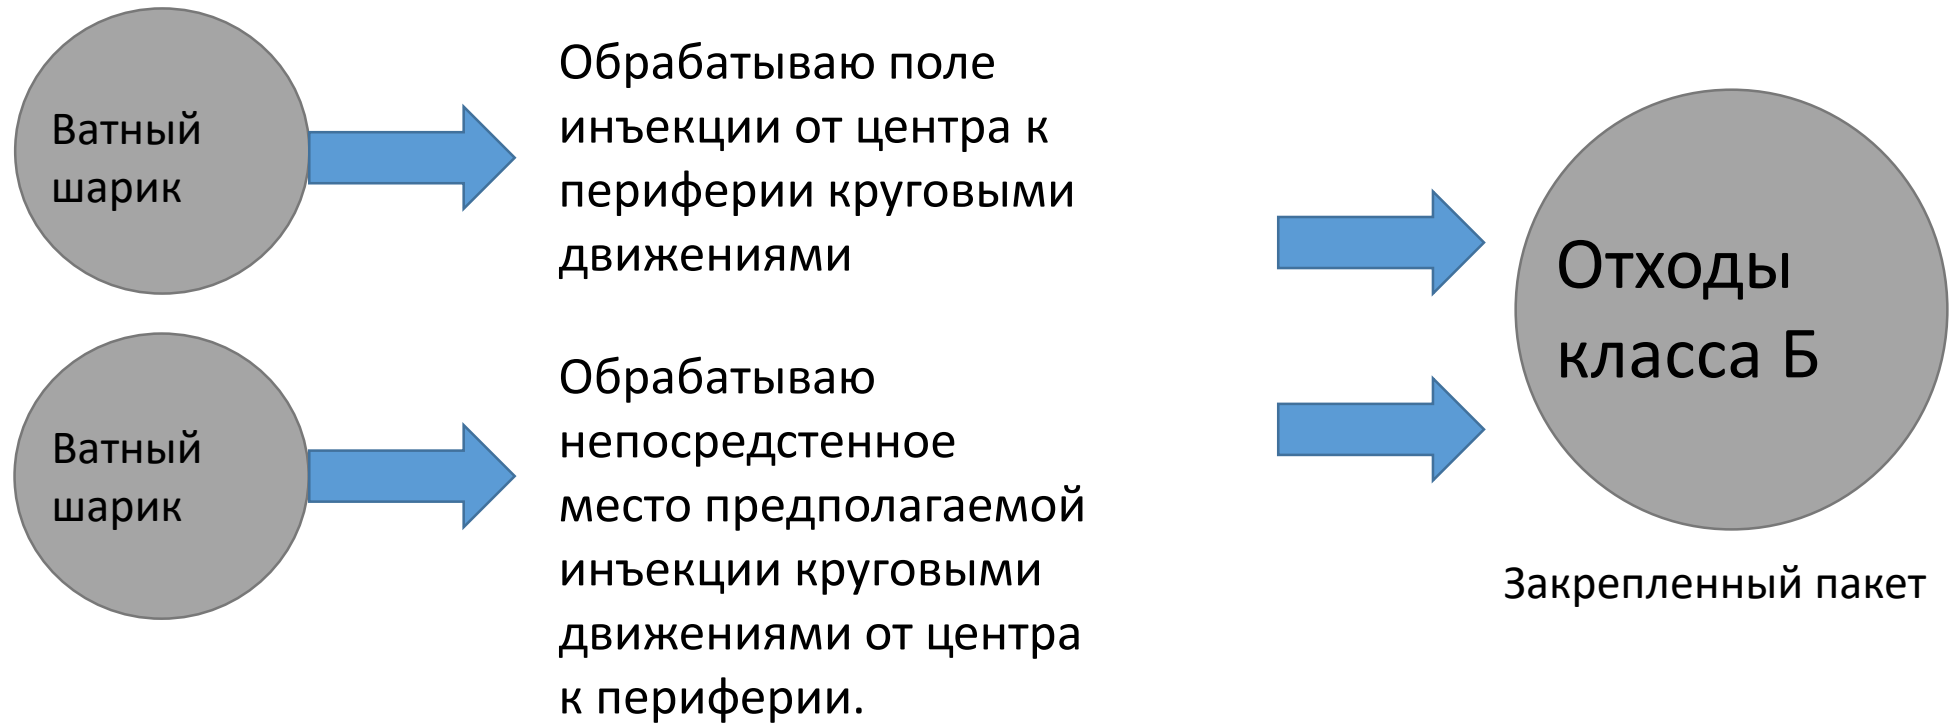 Ватный
шарик
Обрабатываю поле
инъекции от центра к
периферии круговыми
движениями
Ватный
шарик
Обрабатываю
непосредстенное
место предполагаемой
инъекции круговыми
движениями от центра
к периферии.
Отходы
класса Б
Закрепленный пакет